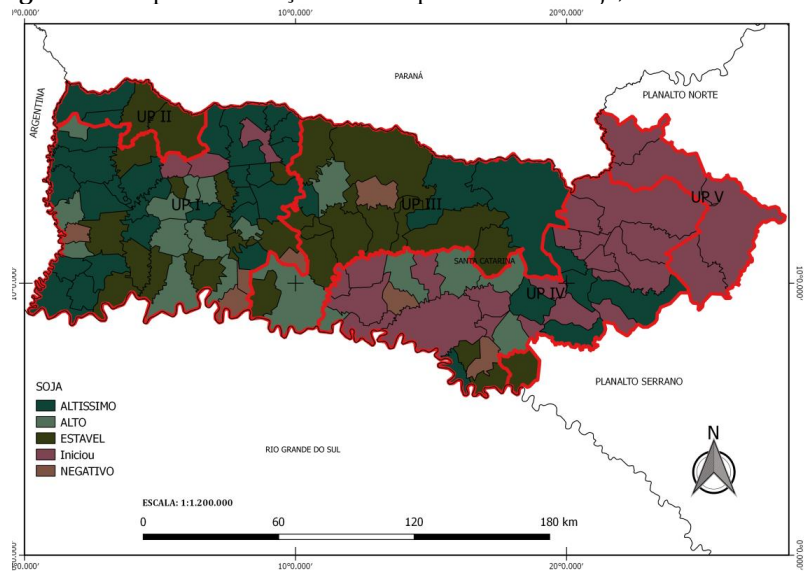 10°0.000'
20°0.000'
PARANÁ
ARGENTINA
PLANALTO NORTE
UP II
UP I
UP III
UP V
SANTA CATARINA
UP IV
10°0.000'
10°0.000'
PLANALTO SERRANO
RIO GRANDE DO SUL
SOJA
ALTISSIMO
ALTO
ESTAVEL
Iniciou
NEGATIVO
N
ESCALA: 1:1.200.000
0 60 120 180 km
0°0.000'
0°0.000'
10°0.000'
20°0.000'